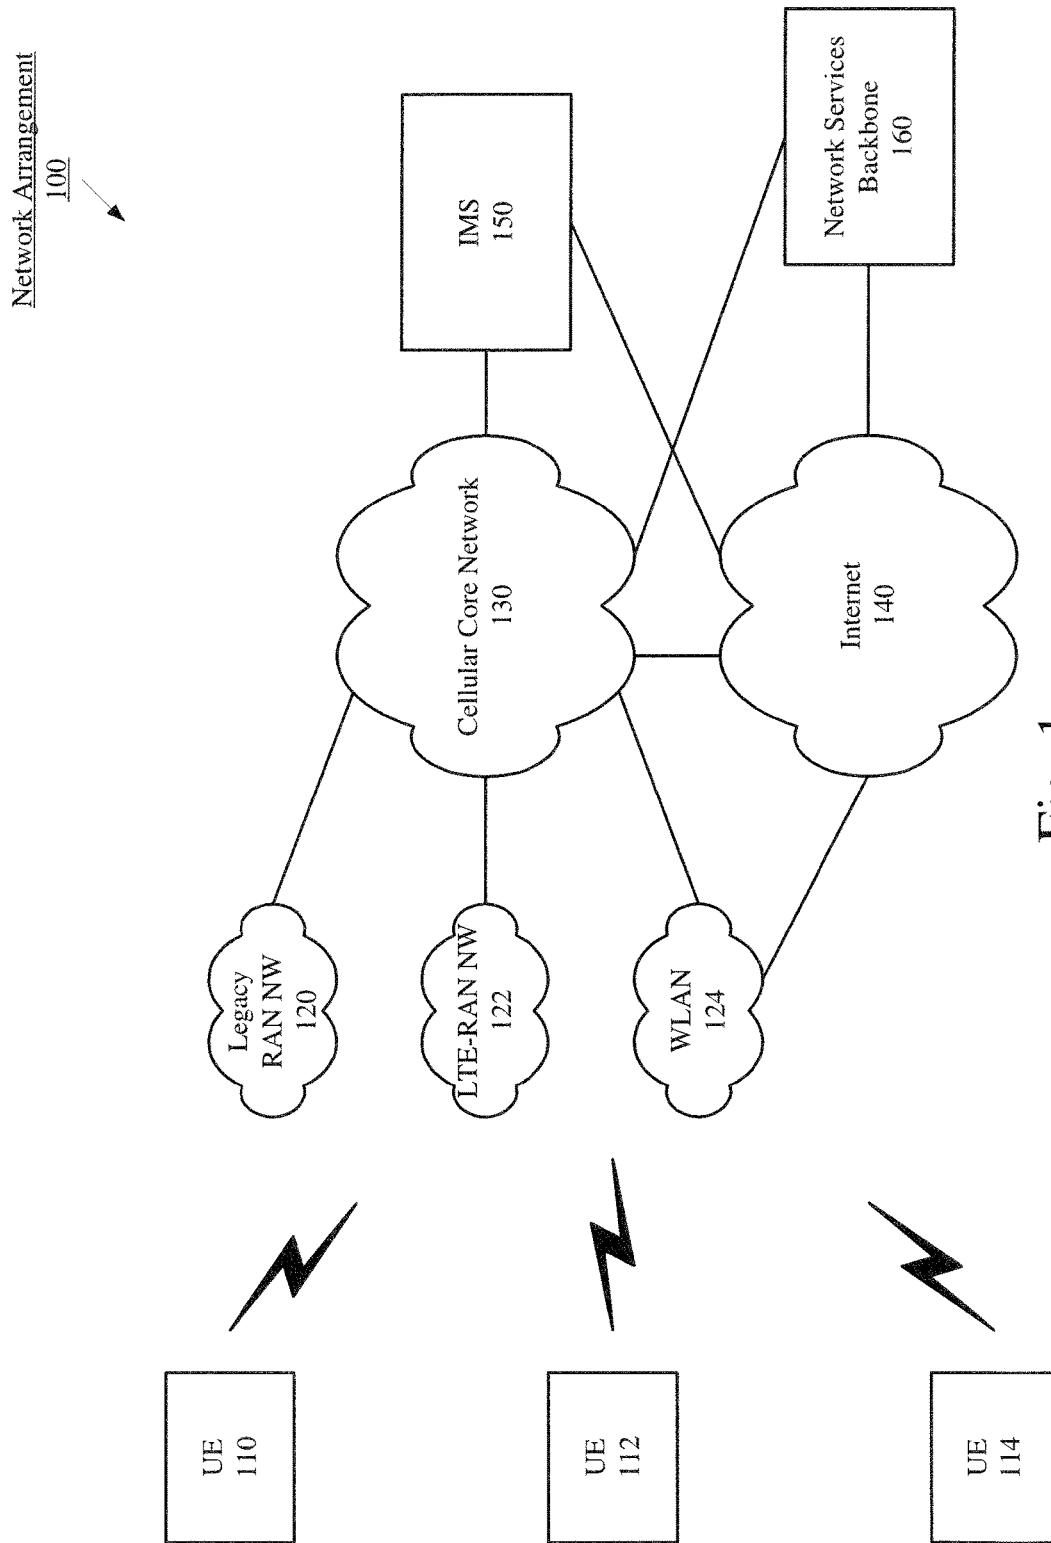 Network Arrangement
100
UE
110
UE
112
UE
114
Legacy
RAN NW
120
LTE-RAN NW
122
WLAN
124
Cellular Core Network
130
Internet
140
IMS
150
Network Services
Backbone
160